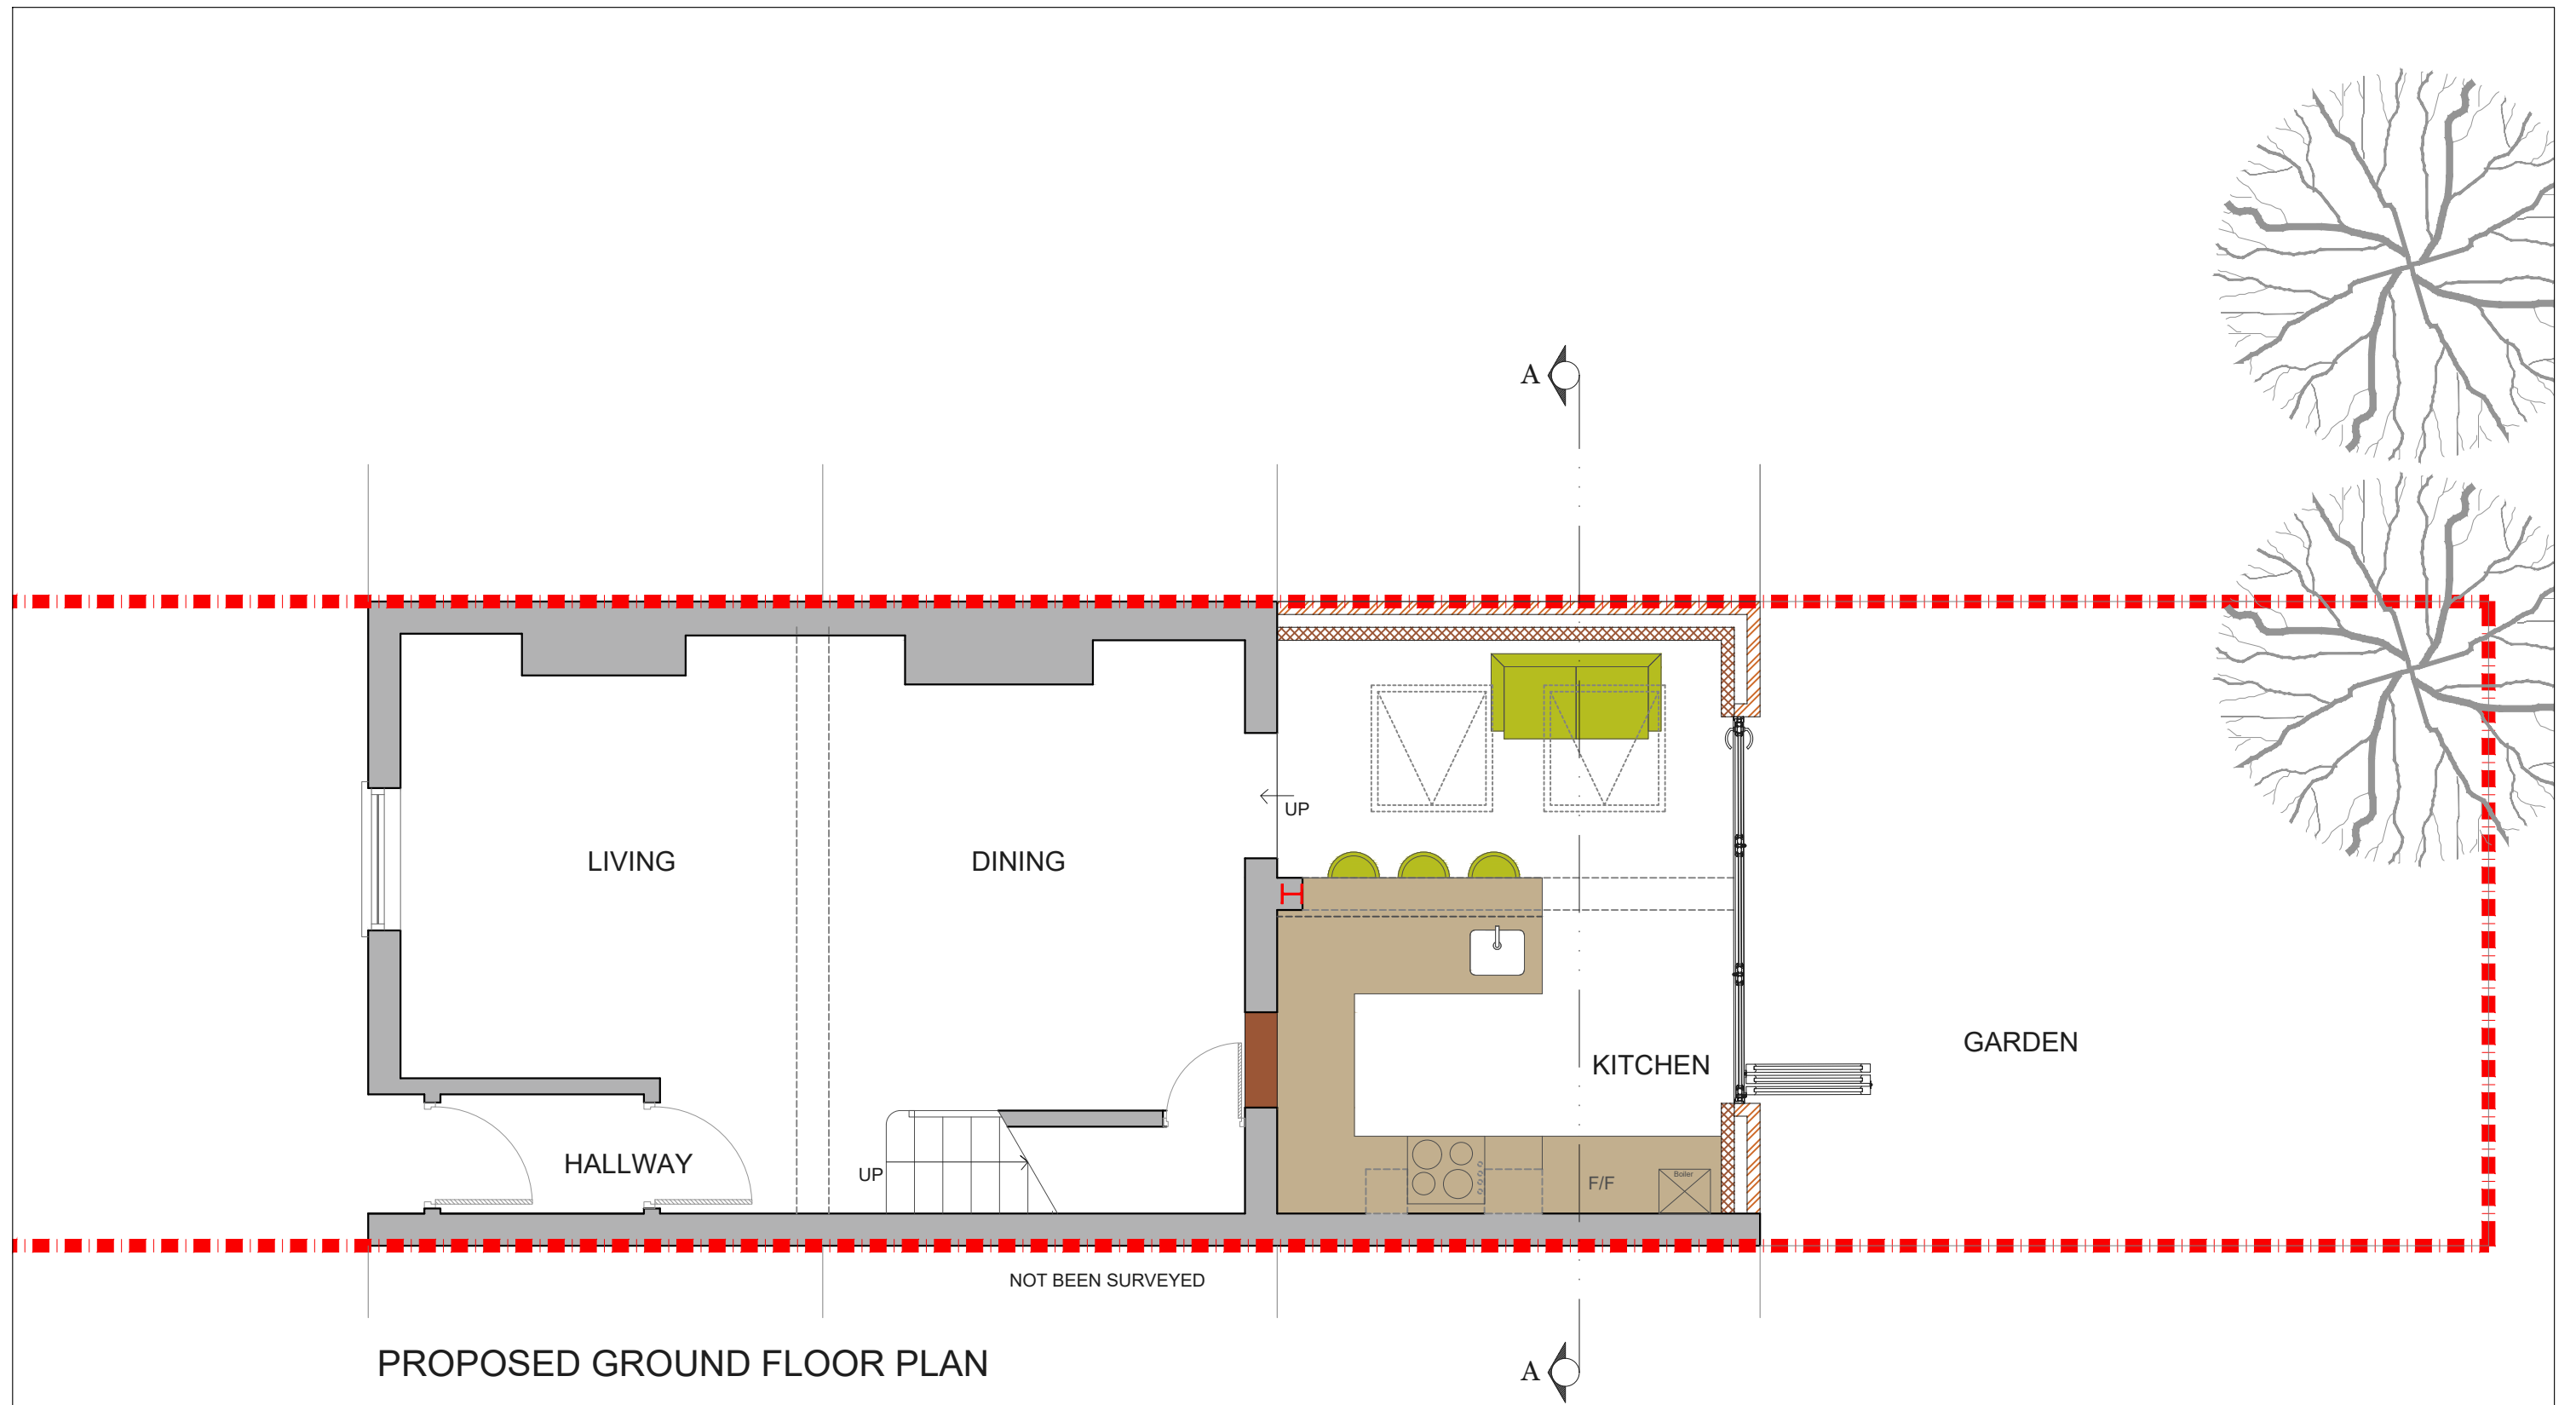 A
UP
LIVING
DINING
GARDEN
KITCHEN
HALLWAY
UP
F/F
Boiler
NOT BEEN SURVEYED
PROPOSED GROUND FLOOR PLAN
A